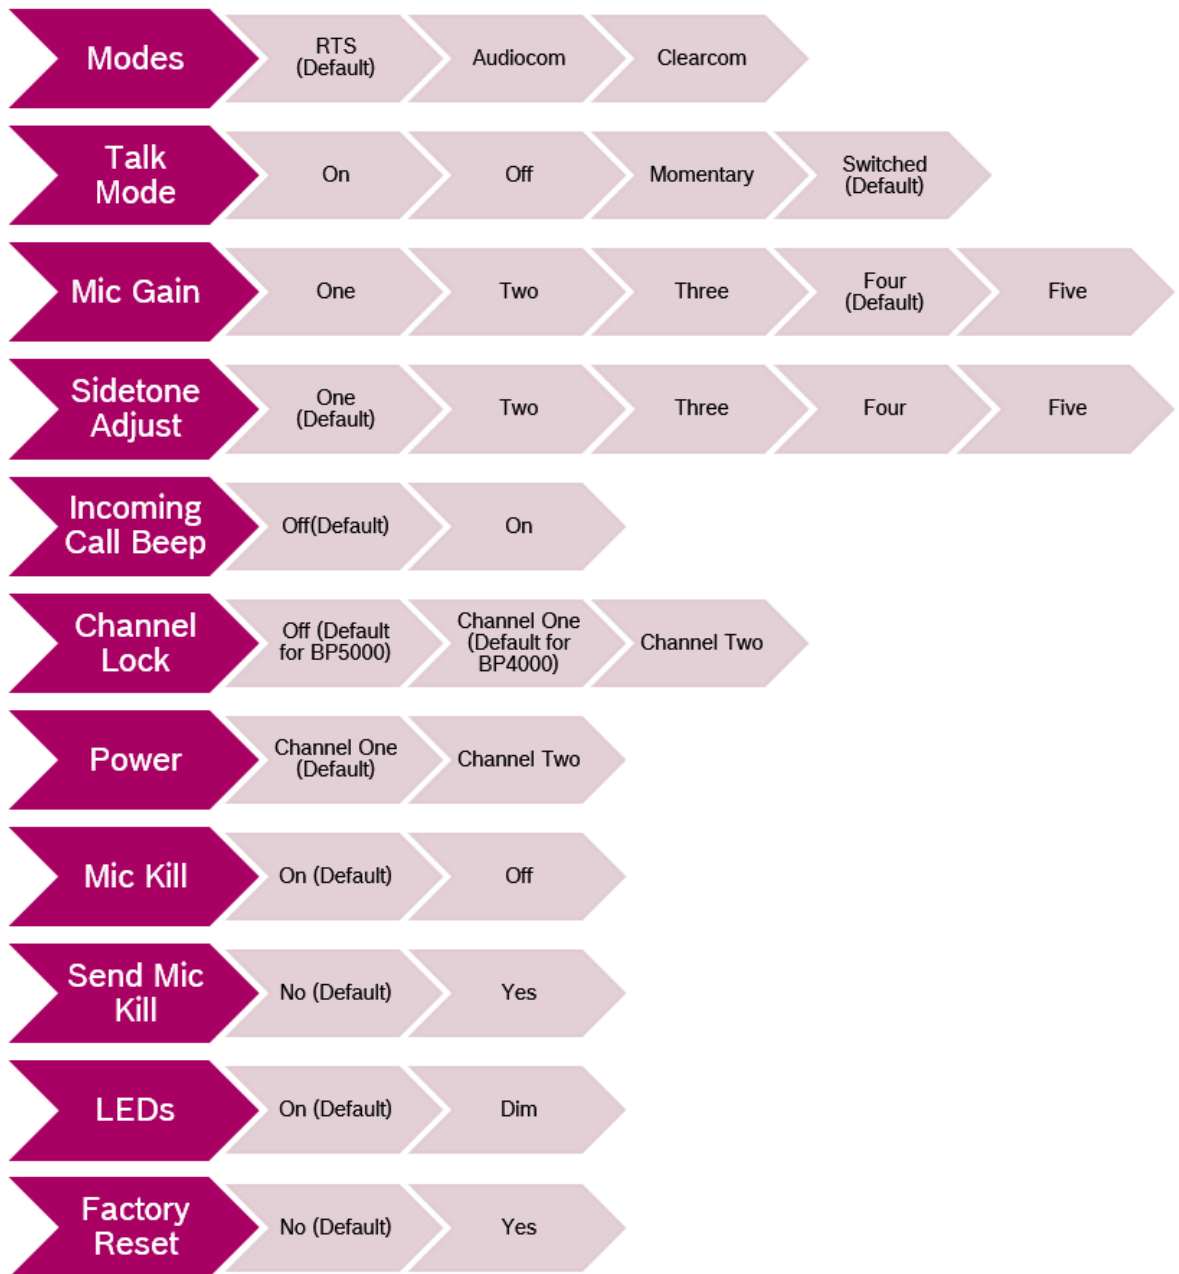 Modes
RTS
(Default)
Audiocom
Clearcom
Talk
Mode
On
Off
Momentary
Switched
(Default)
Mic Gain
One
Two
Three
Four
(Default)
Five
Sidetone
Adjust
One
(Default)
Two
Three
Four
Five
Incoming
Call Beep
Off(Default)
On
Channel
Lock
Off (Default
for BP5000)
Channel One
(Default for
BP4000)
Channel Two
Power
Channel One
(Default)
Channel Two
Mic Kill
On (Default)
Off
Send Mic
Kill
No (Default)
Yes
LEDs
On (Default)
Dim
Factory
Reset
No (Default)
Yes